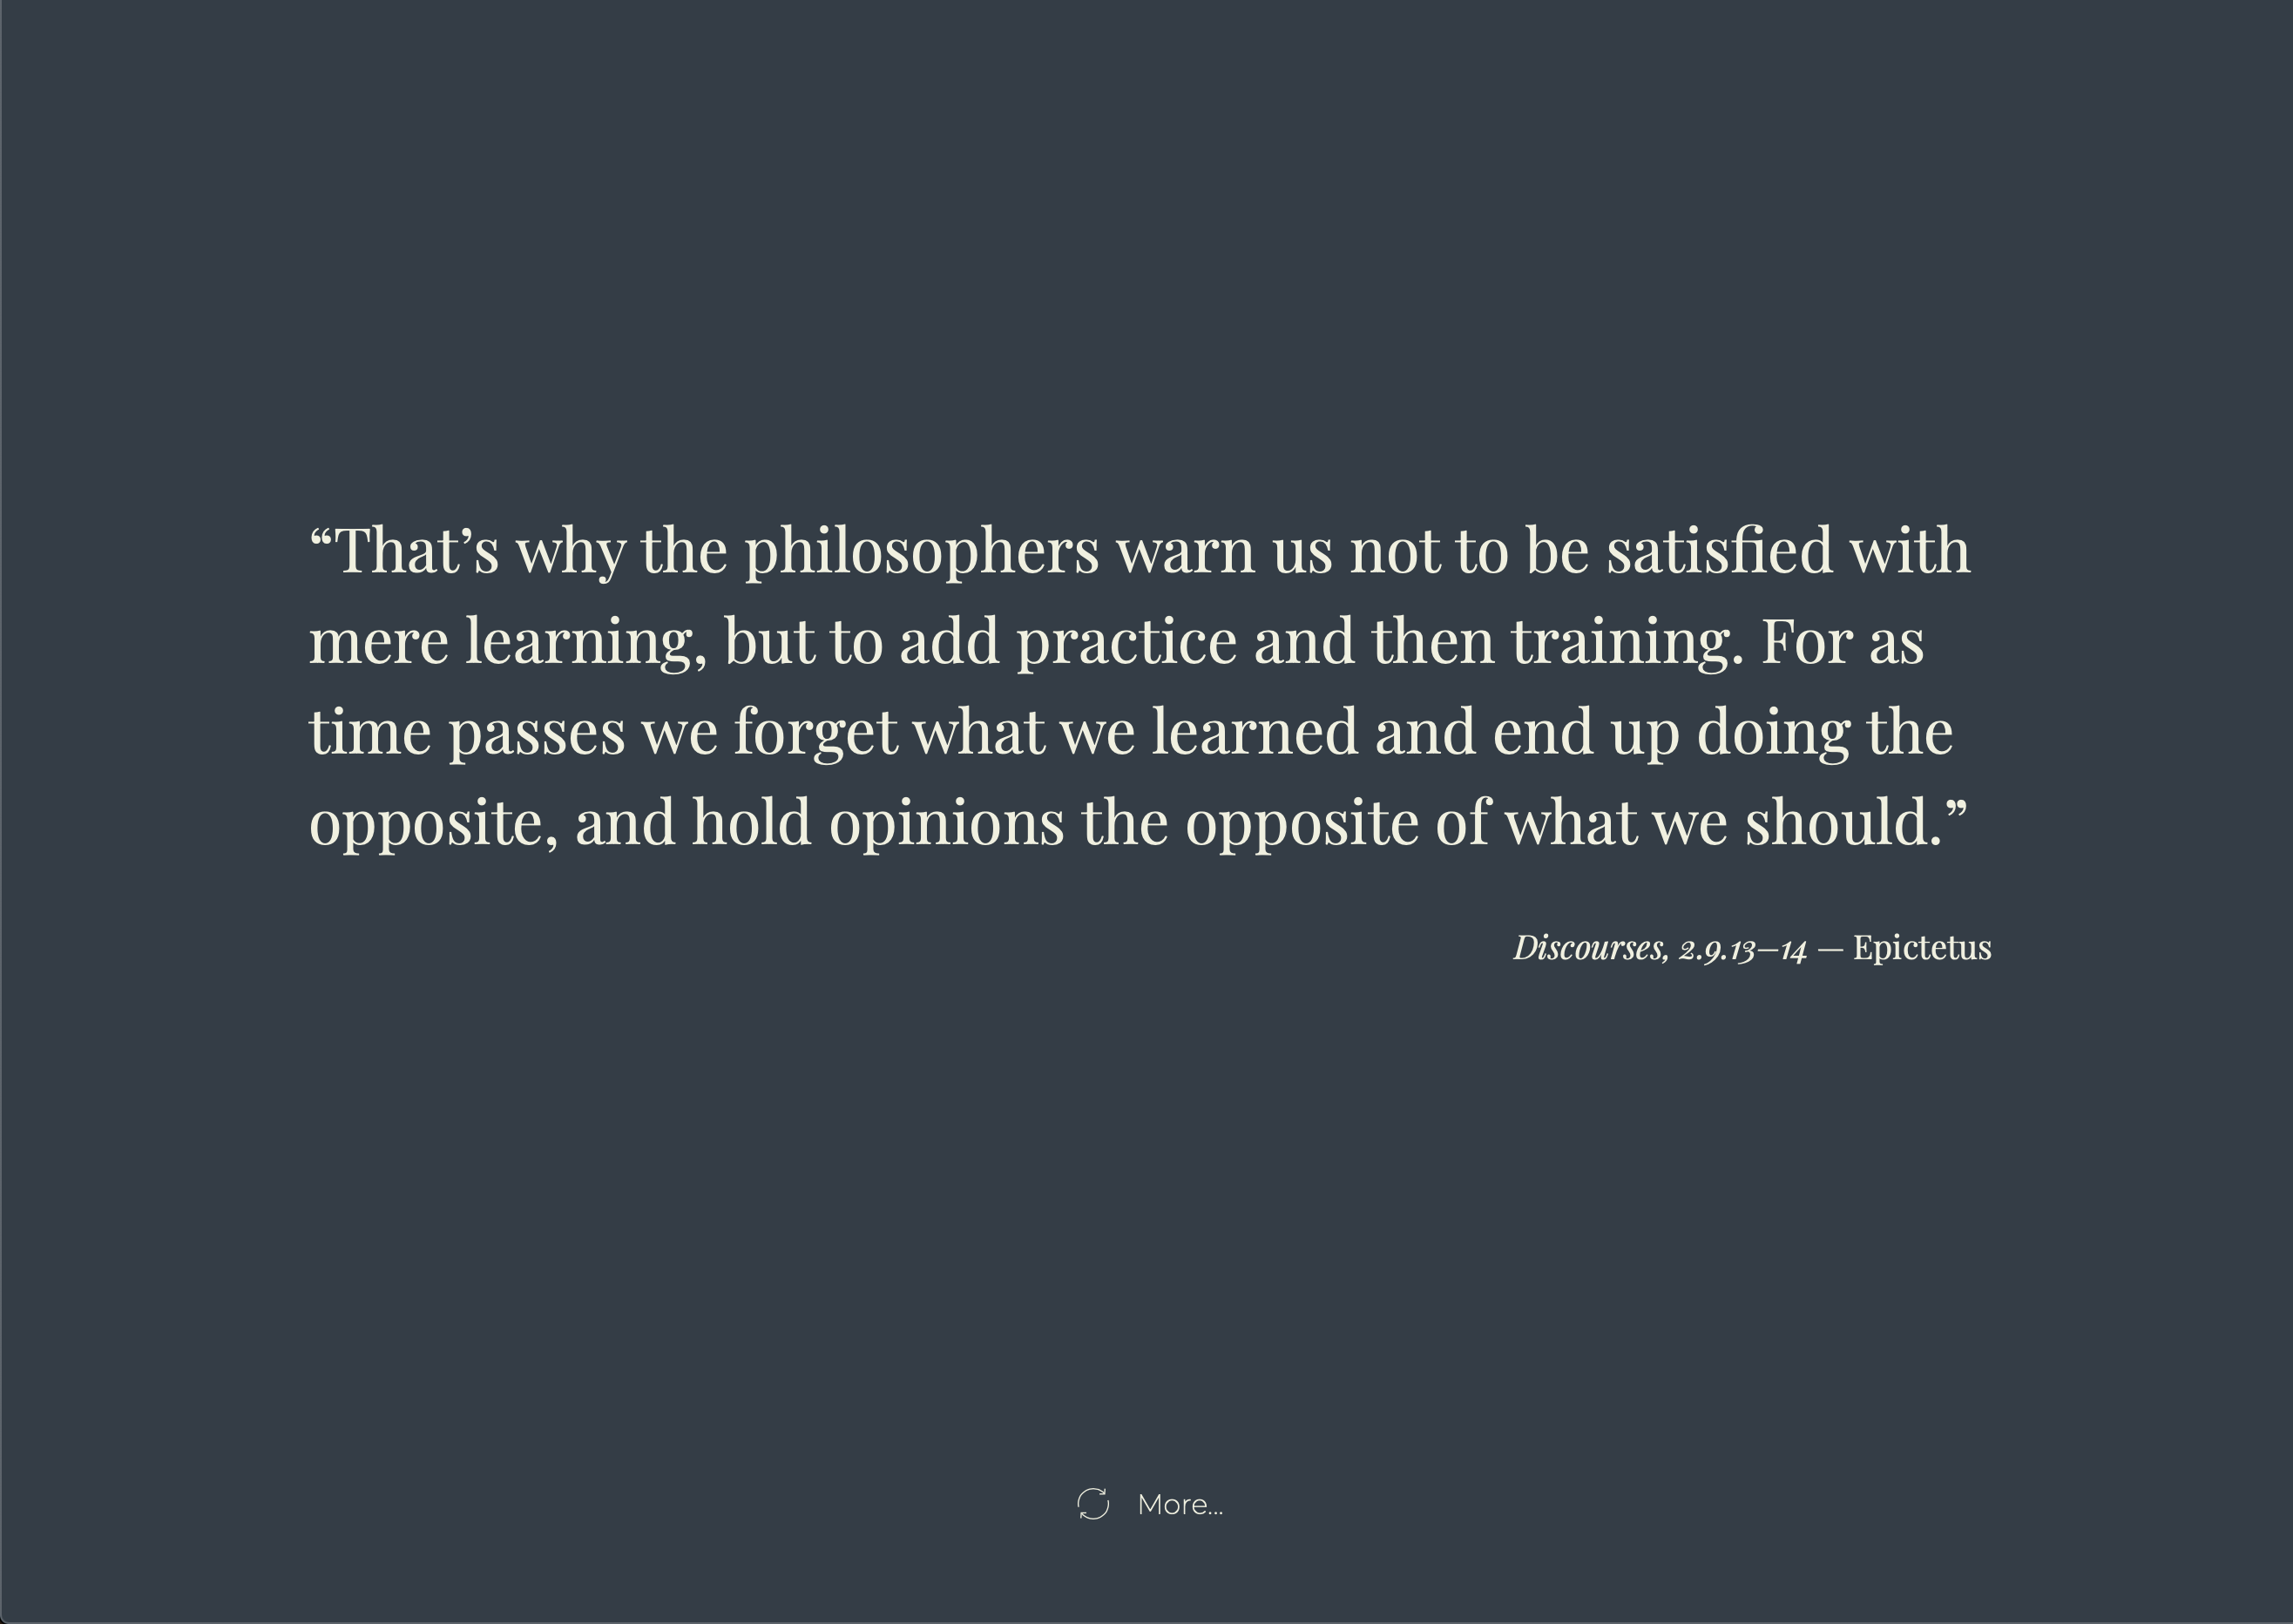 “That’s why the philosophers warn us not to be satisfied with
mere learning, but to add practice and then training. For as
time passes we forget what we learned and end up doing the
opposite, and hold opinions the opposite of what we should.”
Discourses, 2.9.13–14 — Epictetus
More...